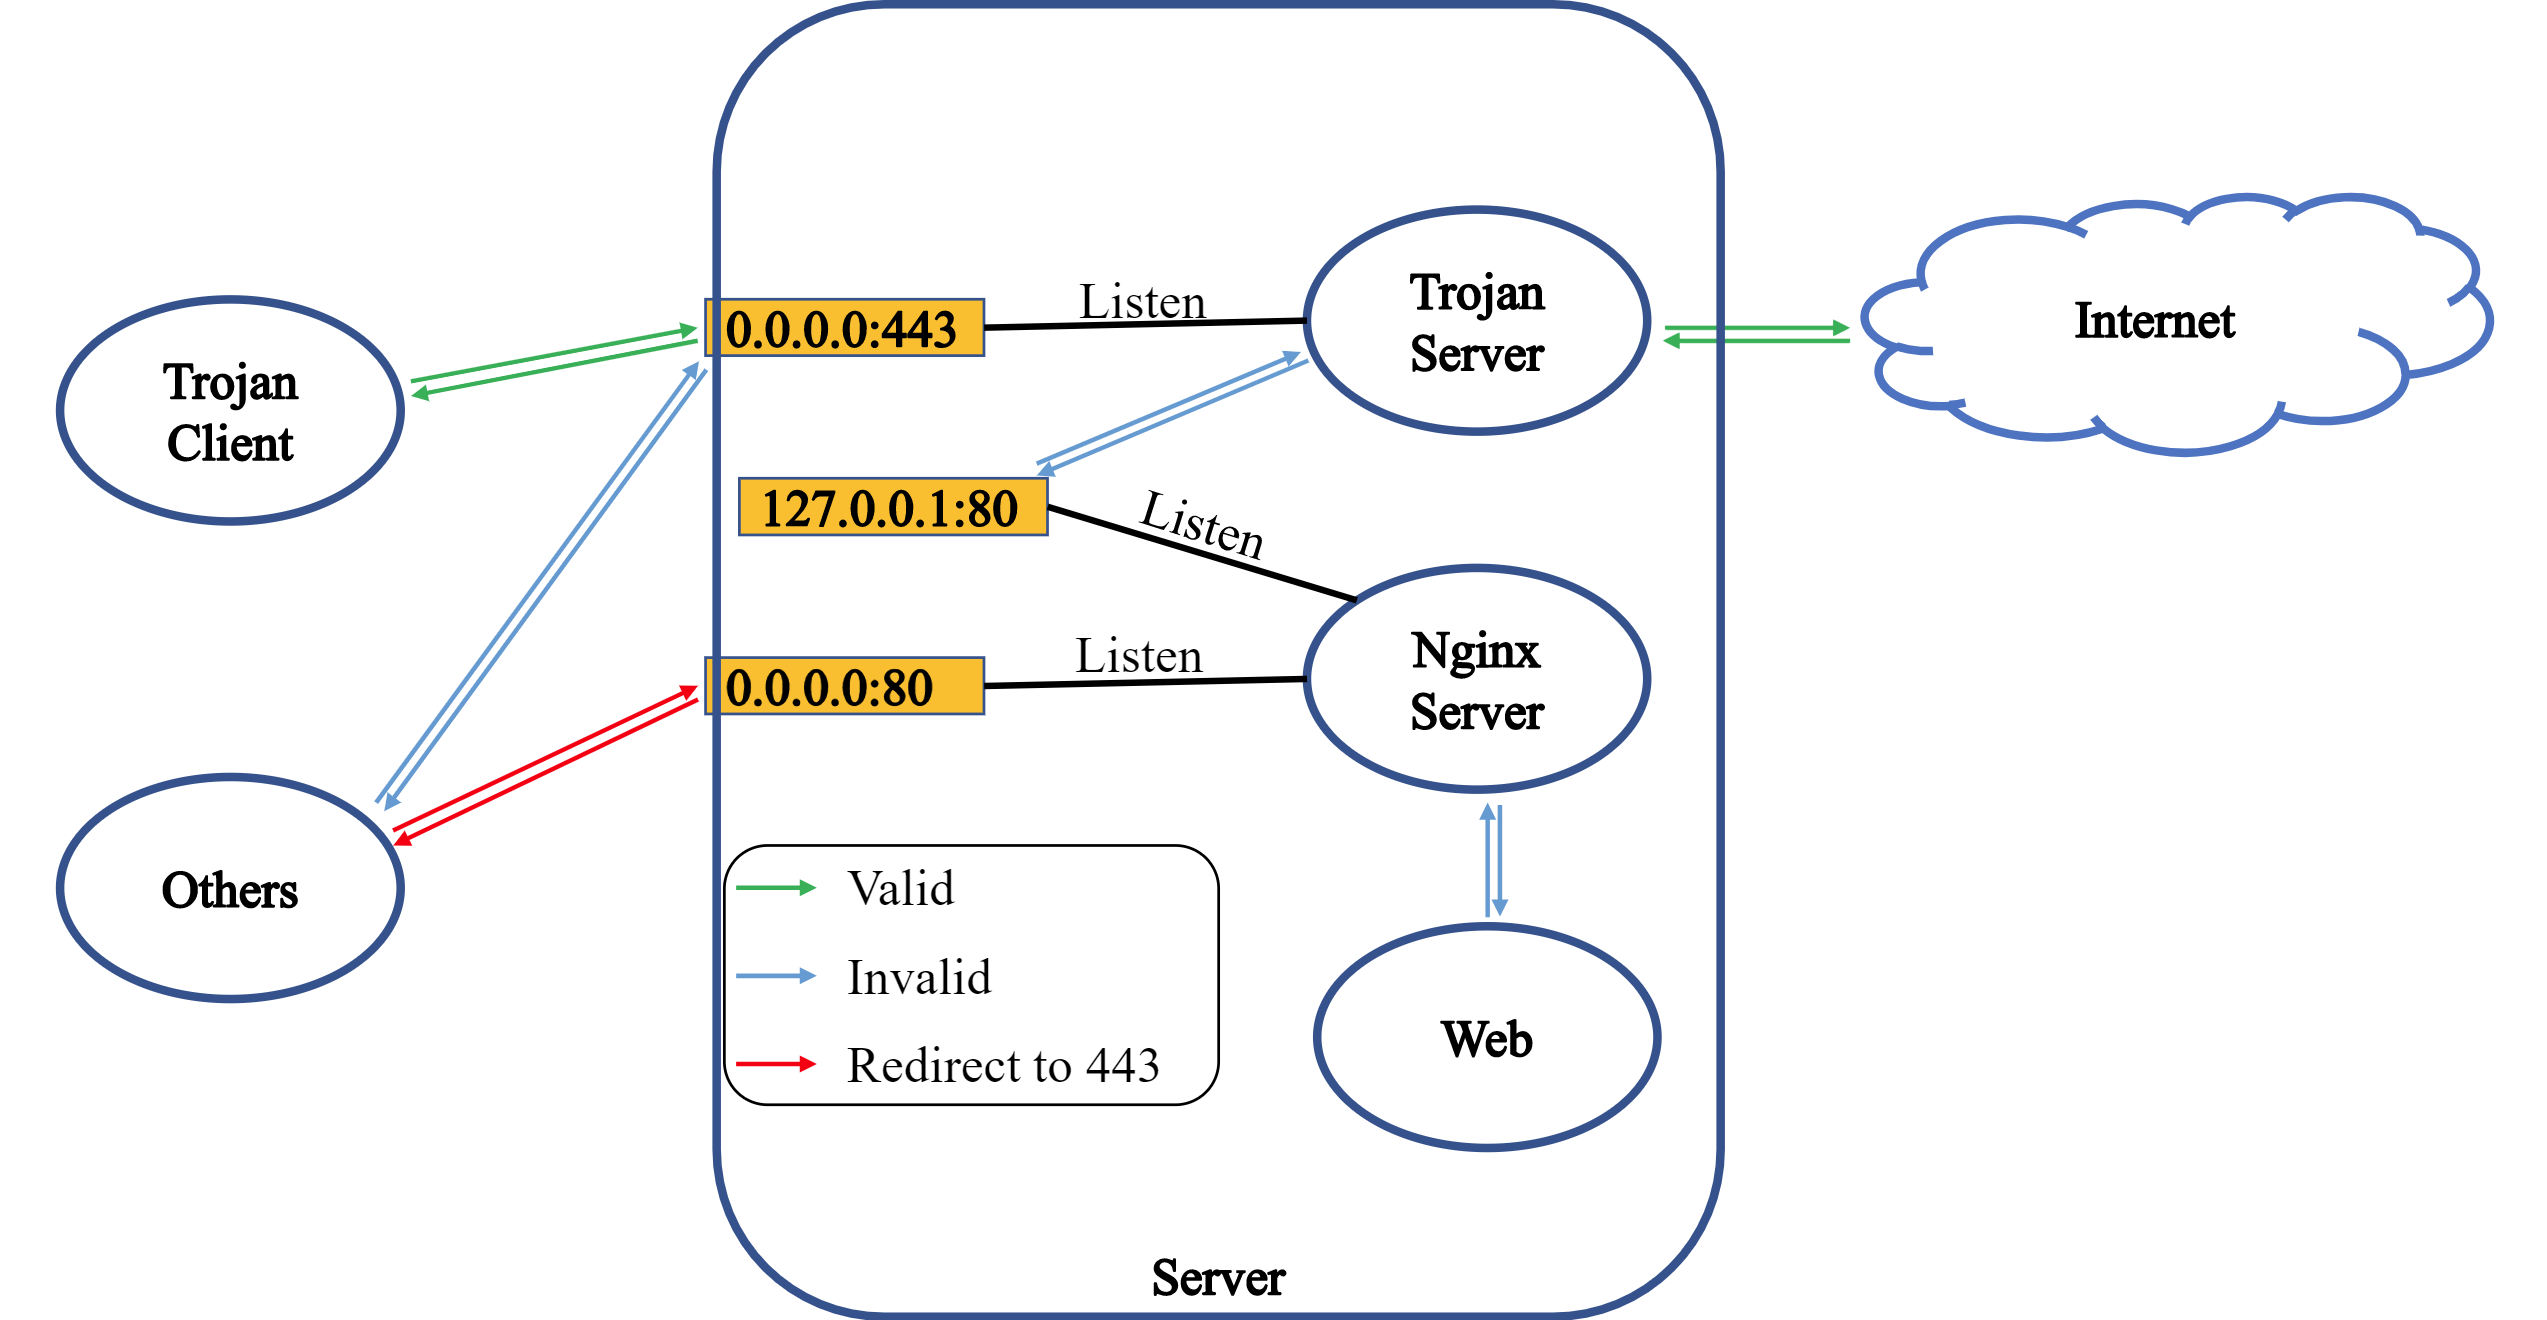 Trojan
Client
Others
0.0.0.0:443
Listen
Trojan
Server
127.0.0.1:80
Listen
0.0.0.0:80
Listen
Nginx
Server
Valid
Invalid
Redirect to 443
Web
Server
Internet